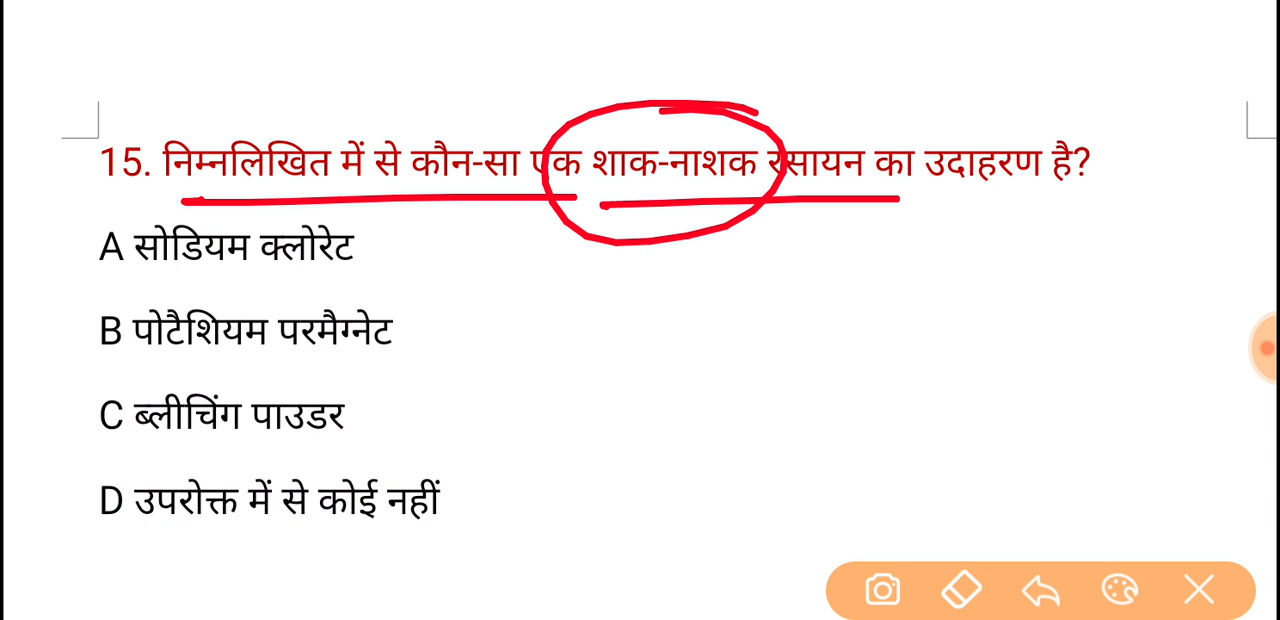 15. निम्नलिखित में से कौन-सा एक शाक-नाशक रसायन का उदाहरण है?
A सोडियम क्लोरेट
B पोटैशियम परमैग्नेट
C ब्लीचिंग पाउडर
D उपरोक्त में से कोई नहीं